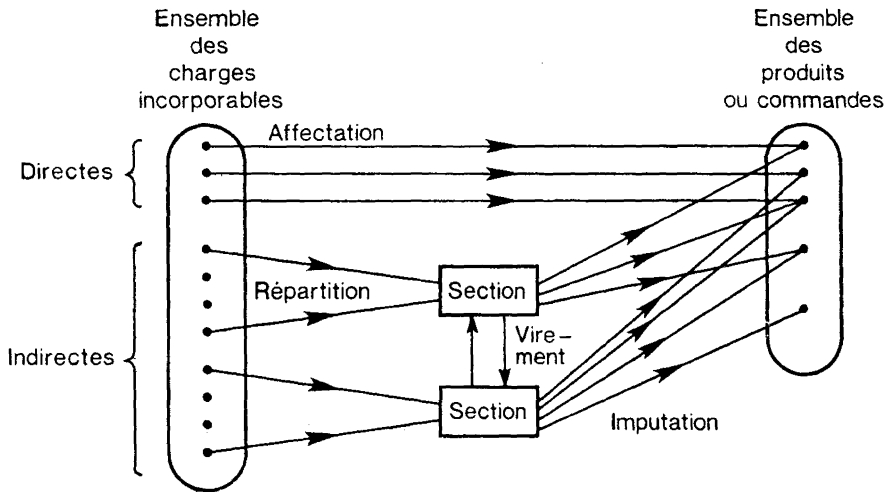 Ensemble
des
charges
incorporables
Ensemble
des
produits
ou commandes
Affectation
Directes
Répartition
Section
Vire-
ment
Indirectes
Section
Imputation